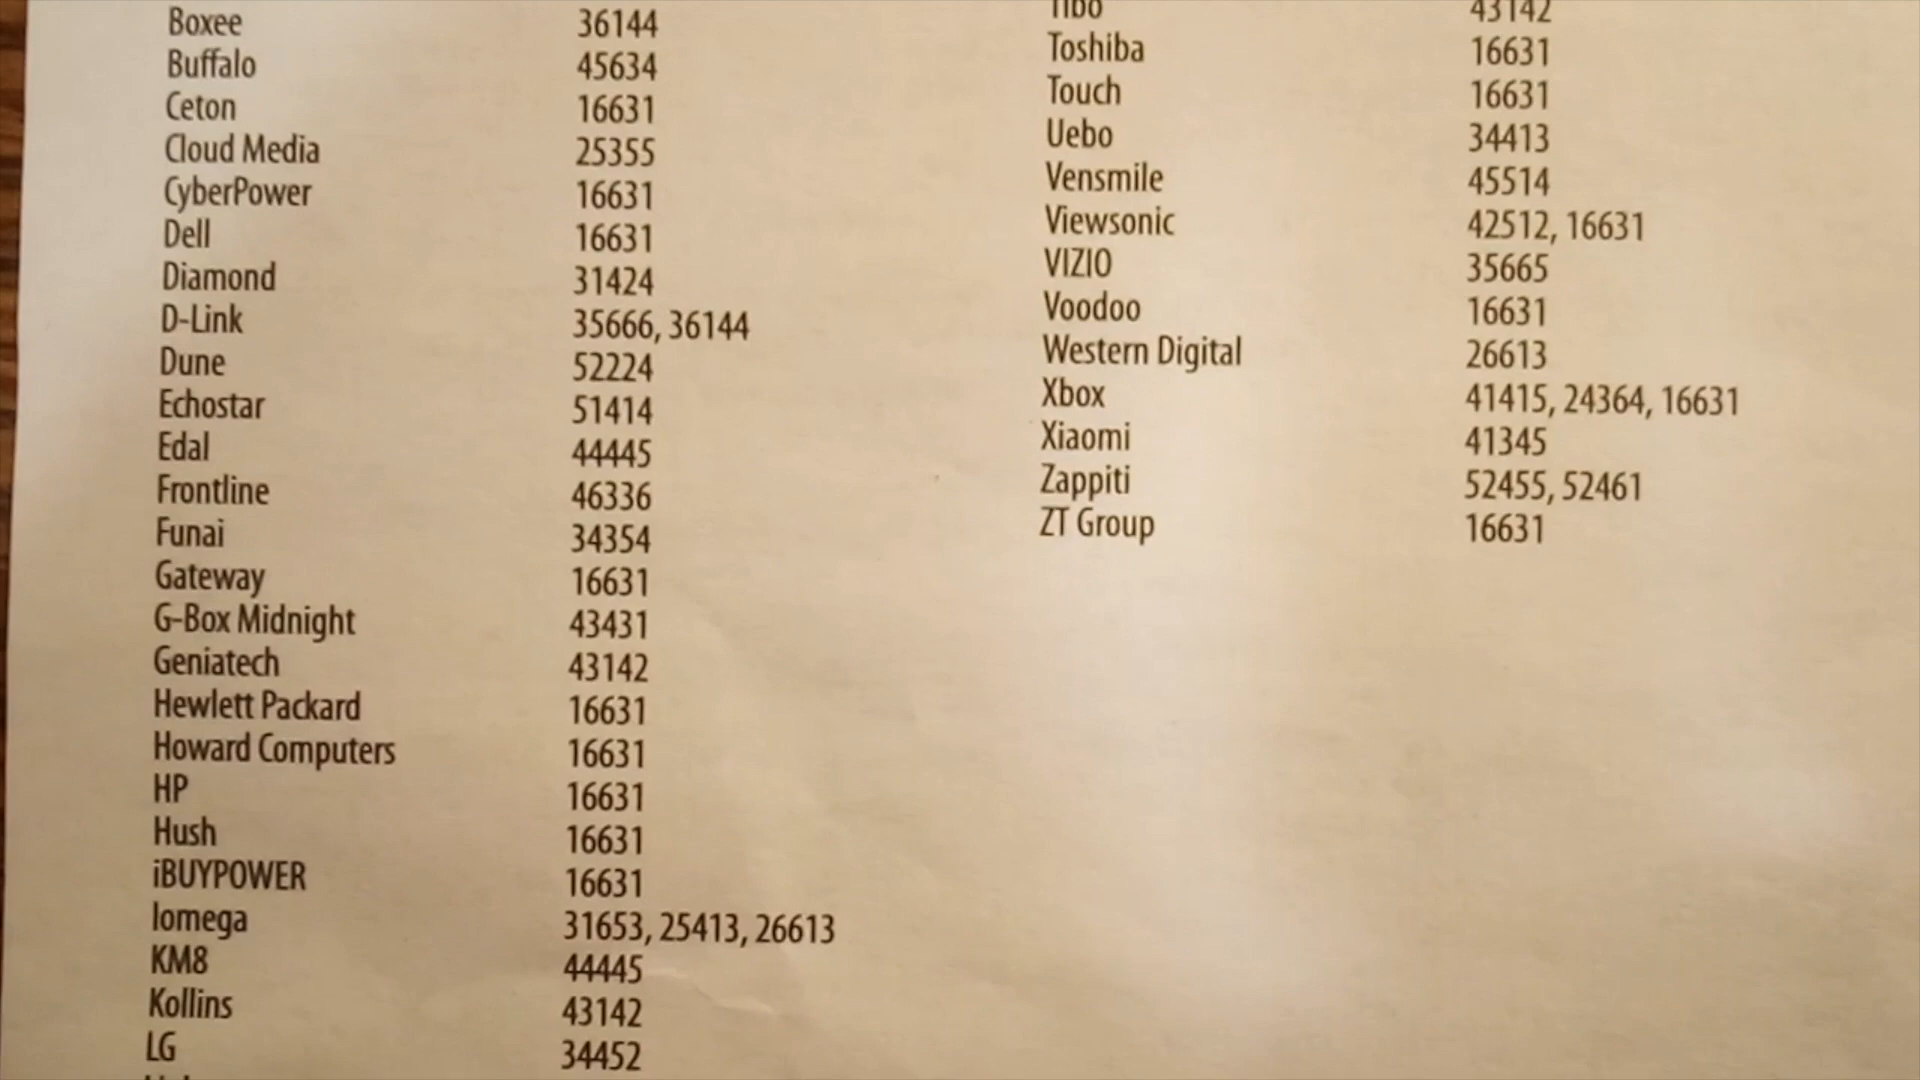 Boxee 36144
Buffalo 45634
Ceton 16631
Cloud Media 25355
CyberPower 16631
Dell 16631
Diamond 31424
D-Link 35666, 36144
Dune 52224
Echostar 51414
Edal 44445
Frontline 46336
Funai 34354
Gateway 16631
G-Box Midnight 43431
Geniatech 43142
Hewlett Packard 16631
Howard Computers 16631
HP 16631
Hush 16631
iBUYPOWER 16631
Iomega 31653, 25413, 26613
KM8 44445
Kollins 43142
LG 34452
Tibo 43142
Toshiba 16631
Touch 16631
Uebo 34413
Vensmile 45514
Viewsonic 42512, 16631
VIZIO 35665
Voodoo 16631
Western Digital 26613
Xbox 41415, 24364, 16631
Xiaomi 41345
Zappiti 52455, 52461
ZT Group 16631